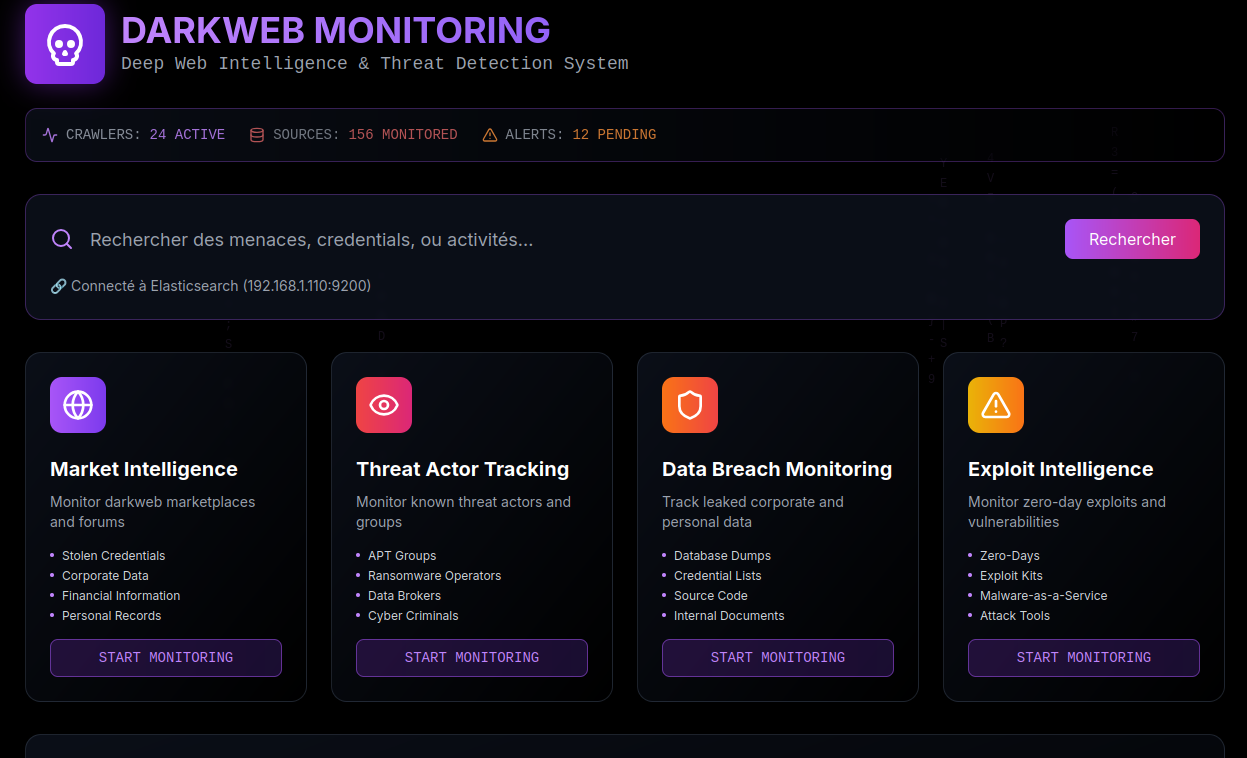 DARKWEB MONITORING
Deep Web Intelligence & Threat Detection System
CRAWLERS: 24 ACTIVE SOURCES: 156 MONITORED ALERTS: 12 PENDING
Rechercher des menaces, credentials, ou activités...
Rechercher
🔗 Connecté à Elasticsearch (192.168.1.110:9200)
Market Intelligence
Monitor darkweb marketplaces
and forums
• Stolen Credentials
• Corporate Data
• Financial Information
• Personal Records
START MONITORING
Threat Actor Tracking
Monitor known threat actors and
groups
• APT Groups
• Ransomware Operators
• Data Brokers
• Cyber Criminals
START MONITORING
Data Breach Monitoring
Track leaked corporate and
personal data
• Database Dumps
• Credential Lists
• Source Code
• Internal Documents
START MONITORING
Exploit Intelligence
Monitor zero-day exploits and
vulnerabilities
• Zero-Days
• Exploit Kits
• Malware-as-a-Service
• Attack Tools
START MONITORING